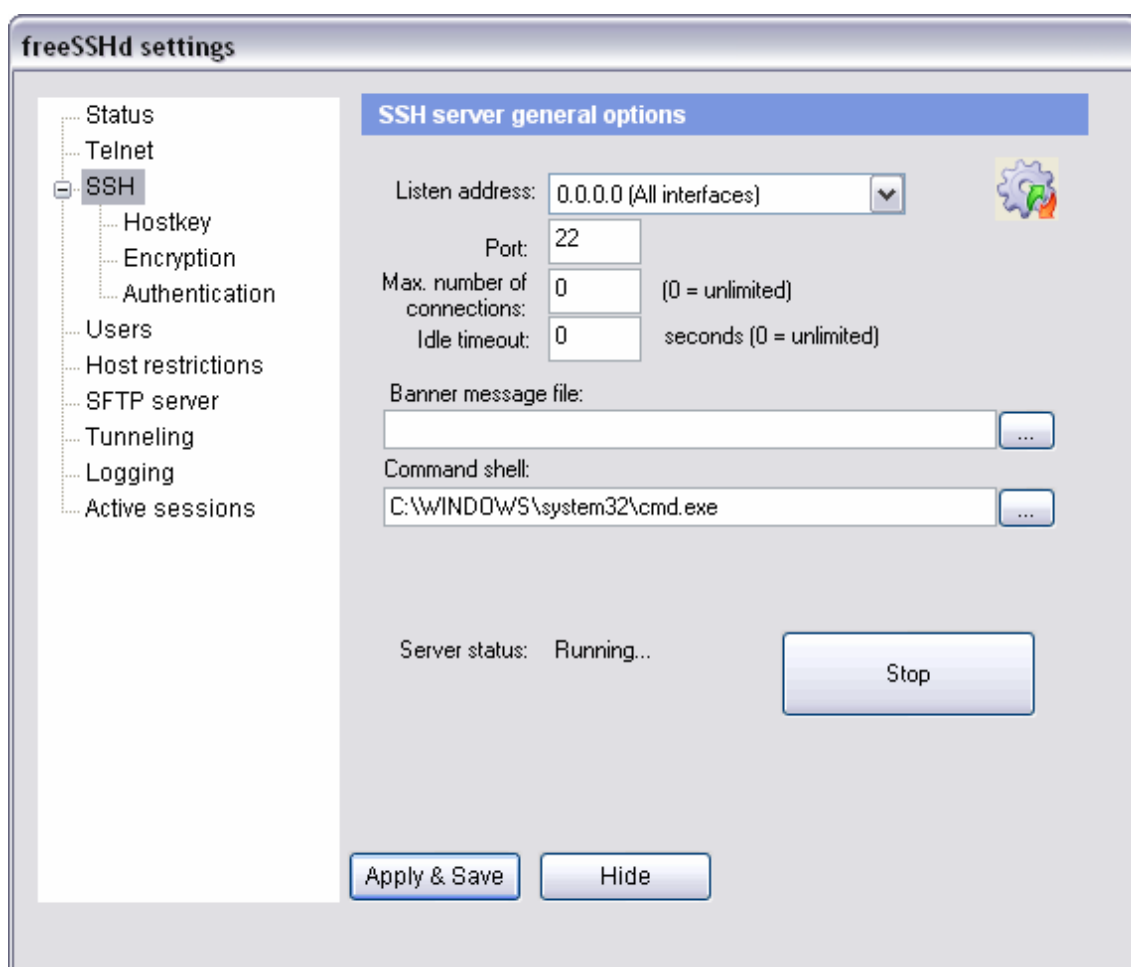 freeSSHd settings
Status
Telnet
SSH
Hostkey
Encryption
Authentication
Users
Host restrictions
SFTP server
Tunneling
Logging
Active sessions
SSH server general options
Listen address: 0.0.0.0 (All interfaces)
Port: 22
Max. number of
connections: 0 (0 = unlimited)
Idle timeout: 0 seconds (0 = unlimited)
Banner message file:
...
Command shell:
C:\WINDOWS\system32\cmd.exe ...
Server status: Running... Stop
Apply & Save Hide